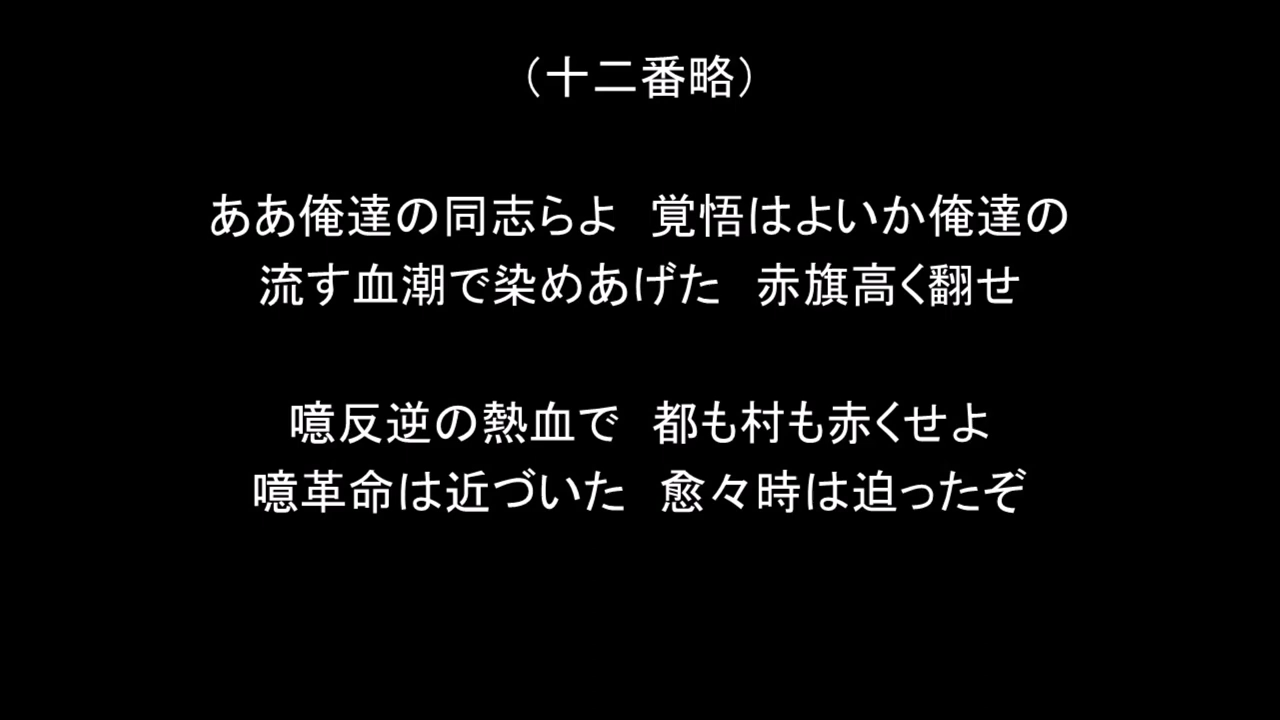 （十二番略）
ああ俺達の同志らよ　覚悟はよいか俺達の
流す血潮で染めあげた　赤旗高く翻せ
噫反逆の熱血で　都も村も赤くせよ
噫革命は近づいた　愈々時は迫ったぞ